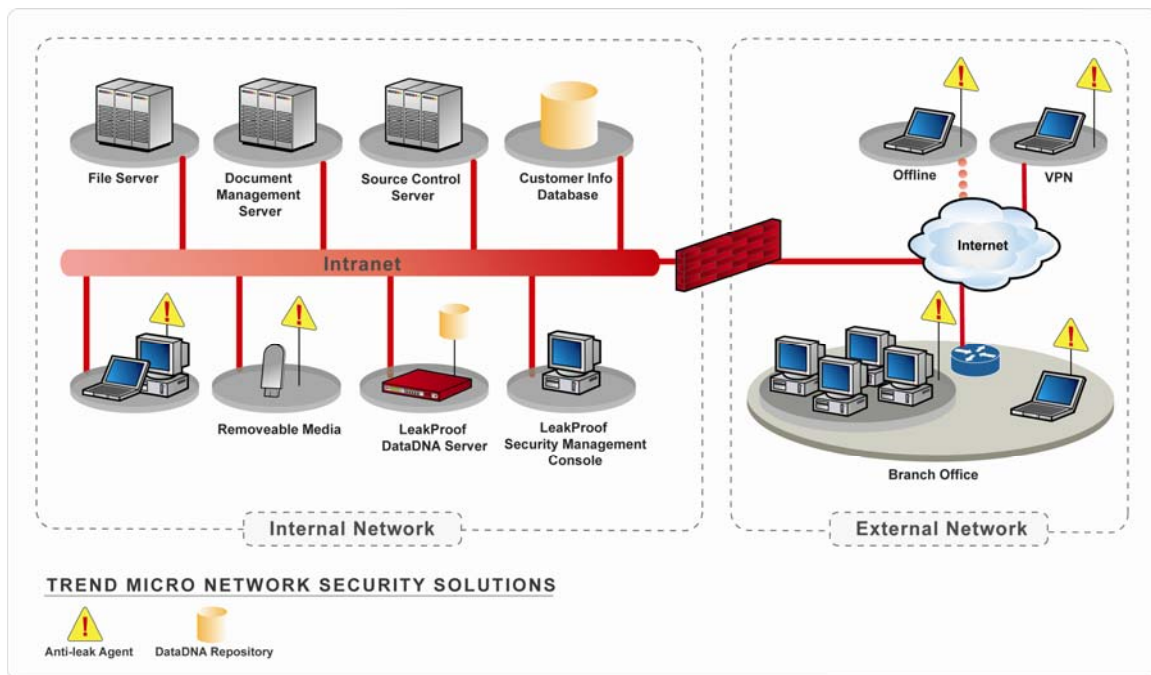 File Server
Document
Management
Server
Source Control
Server
Customer Info
Database
Offline
VPN
Internet
Intranet
Removeable Media
LeakProof
DataDNA Server
LeakProof
Security Management
Console
Branch Office
Internal Network
External Network
TREND MICRO NETWORK SECURITY SOLUTIONS
Anti-leak Agent
DataDNA Repository